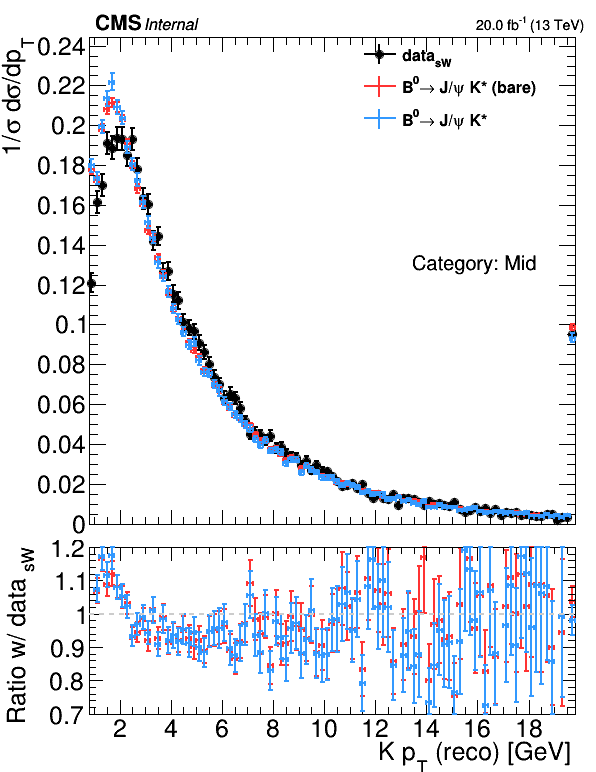 CMS Internal 20.0 fb⁻¹ (13 TeV)
1/σ dσ/dp_T
data_sW
B⁰→ J/ψ K* (bare)
B⁰→ J/ψ K*
Category: Mid
0.24
0.22
0.2
0.18
0.16
0.14
0.12
0.1
0.08
0.06
0.04
0.02
0
Ratio w/ data sW
1.2
1.1
1
0.9
0.8
0.7
2 4 6 8 10 12 14 16 18
K p_T (reco) [GeV]